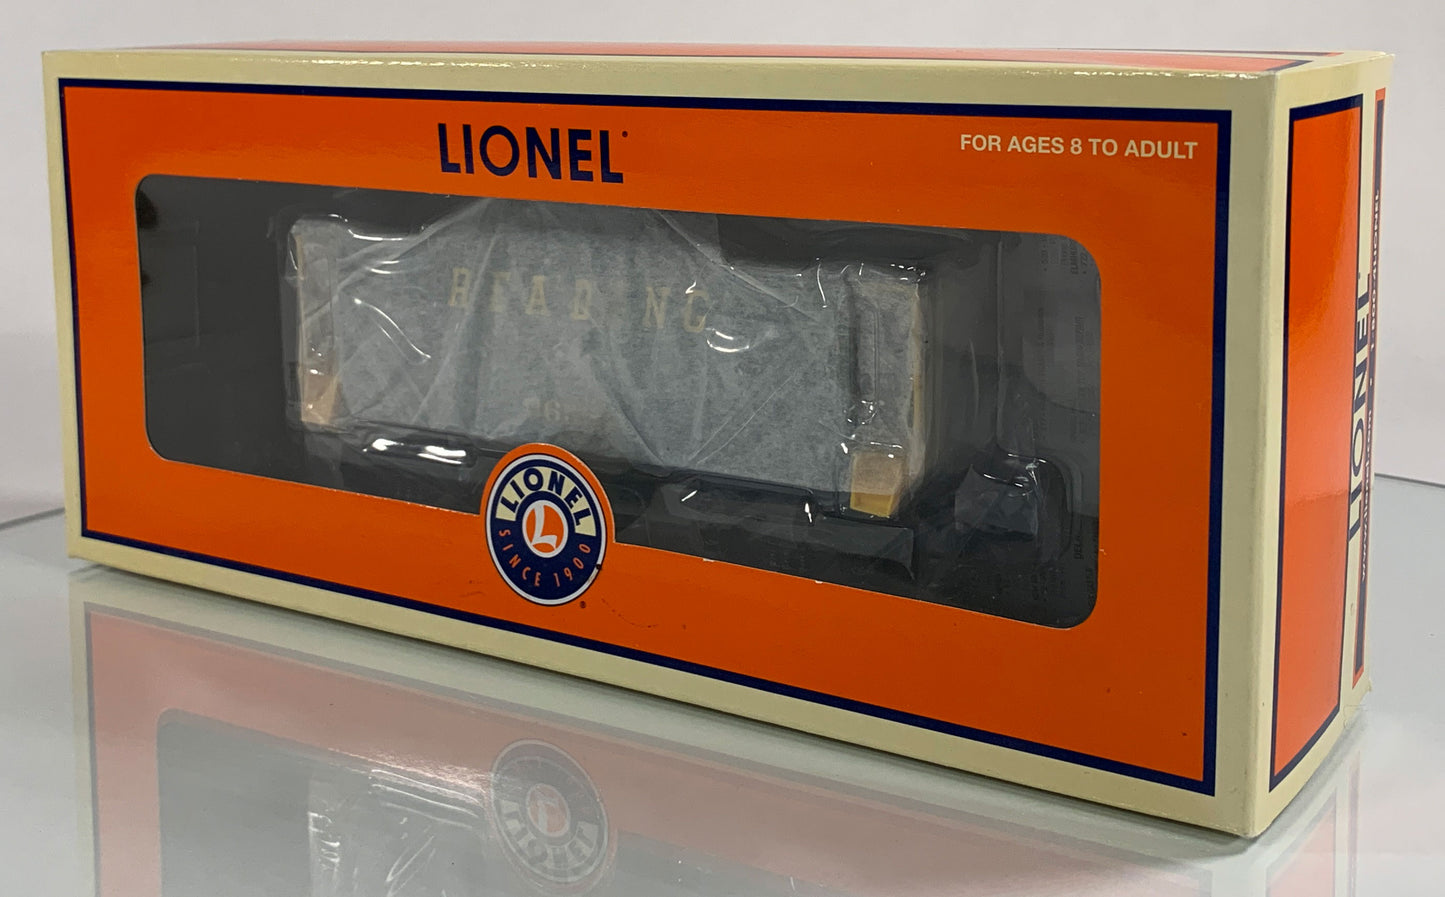 LIONEL
FOR AGES 8 TO ADULT
READING
LIONEL
L
SINCE 1900
®
LIONEL